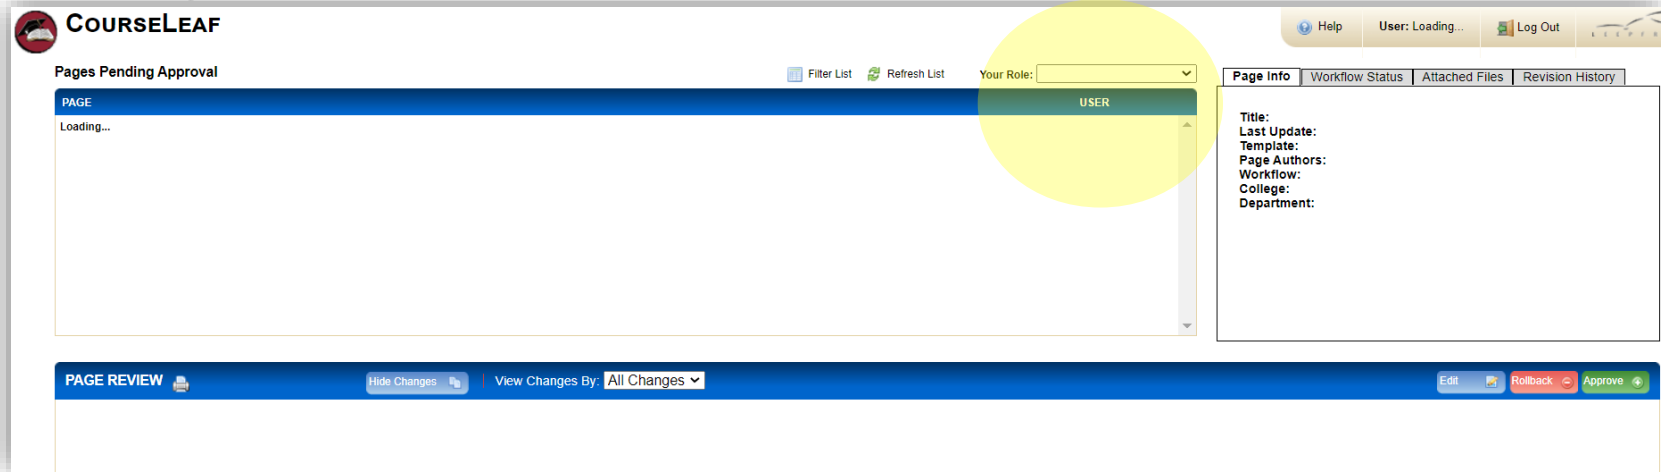 COURSELEAF
Help User: Loading... Log Out
Pages Pending Approval
Filter List Refresh List Your Role:
Page Info Workflow Status Attached Files Revision History
PAGE USER
Loading...
Title:
Last Update:
Template:
Page Authors:
Workflow:
College:
Department:
PAGE REVIEW Hide Changes View Changes By: All Changes Edit Rollback Approve